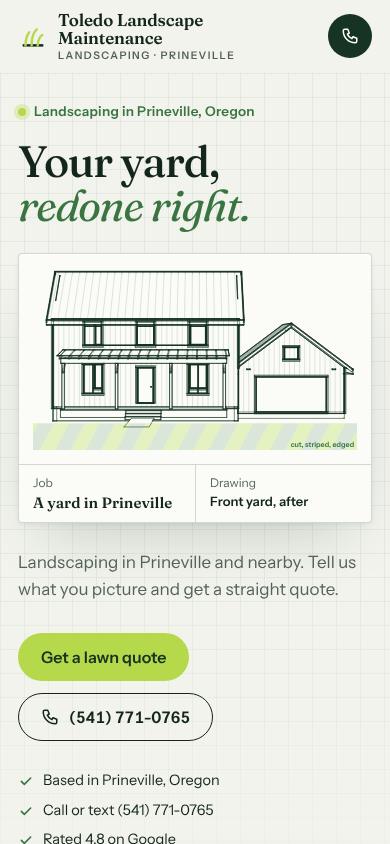 Toledo Landscape
Maintenance
LANDSCAPING · PRINEVILLE
Landscaping in Prineville, Oregon
Your yard,
redone right.
cut, striped, edged
Job
A yard in Prineville
Drawing
Front yard, after
Landscaping in Prineville and nearby. Tell us
what you picture and get a straight quote.
Get a lawn quote
(541) 771-0765
Based in Prineville, Oregon
Call or text (541) 771-0765
Rated 4.8 on Google